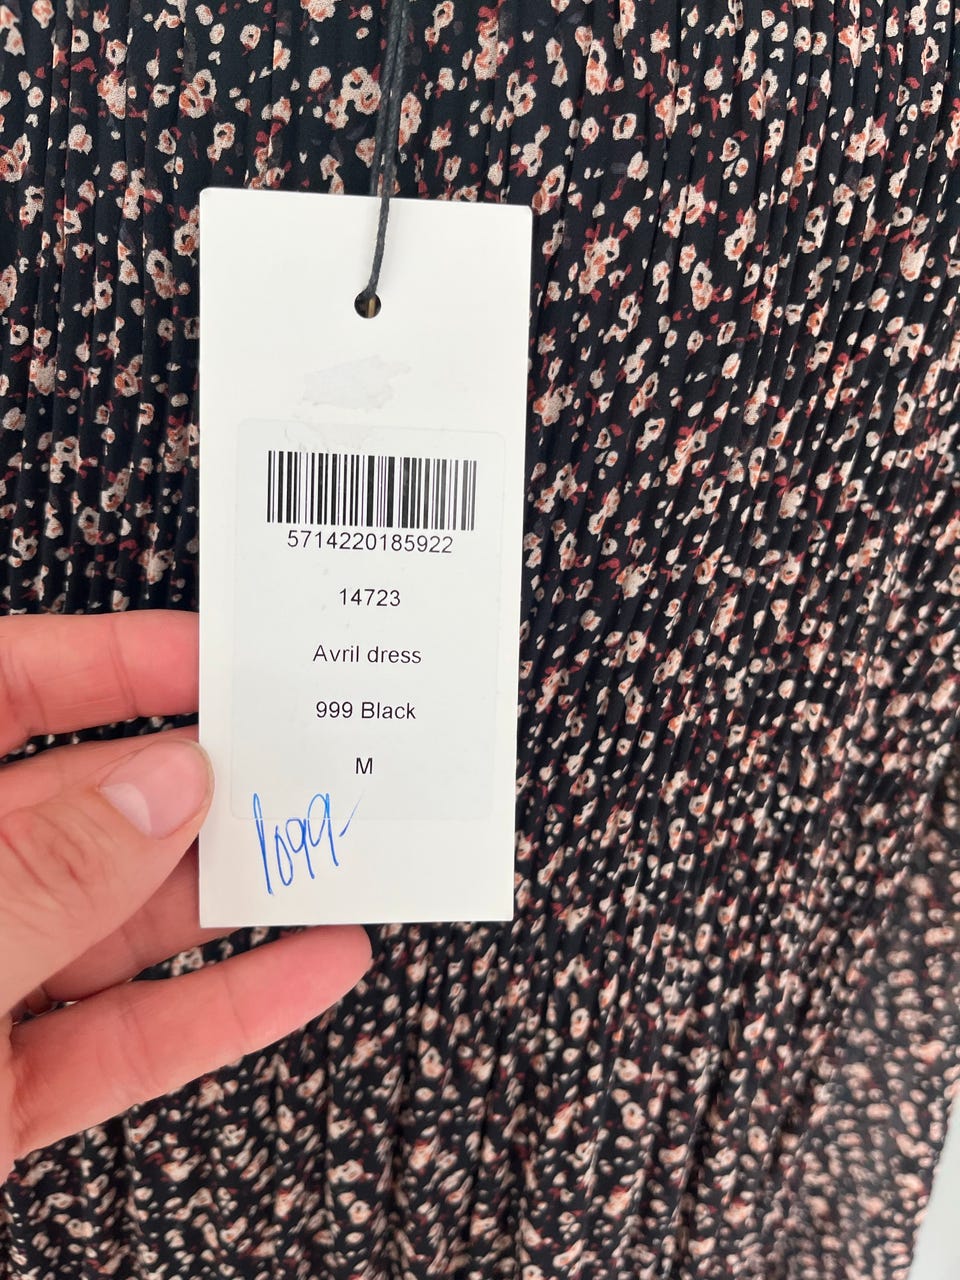 5714220185922
14723
Avril dress
999 Black
M
1099-